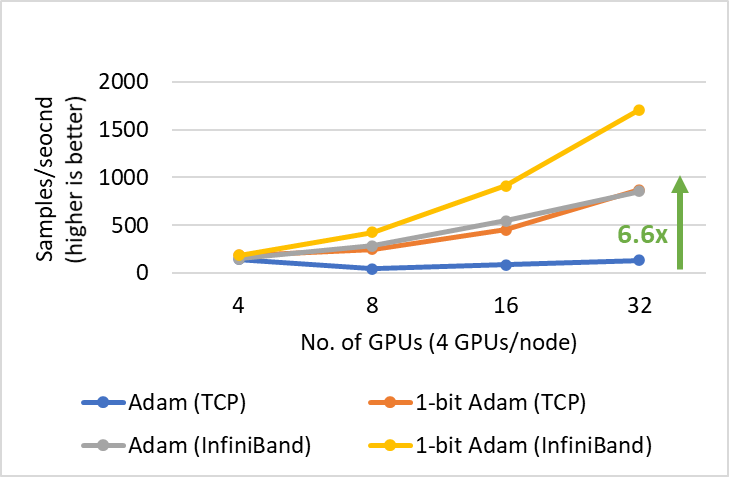 Samples/seocnd
(higher is better)
2000
1500
1000
500
0
6.6x
4 8 16 32
No. of GPUs (4 GPUs/node)
Adam (TCP) 1-bit Adam (TCP)
Adam (InfiniBand) 1-bit Adam (InfiniBand)